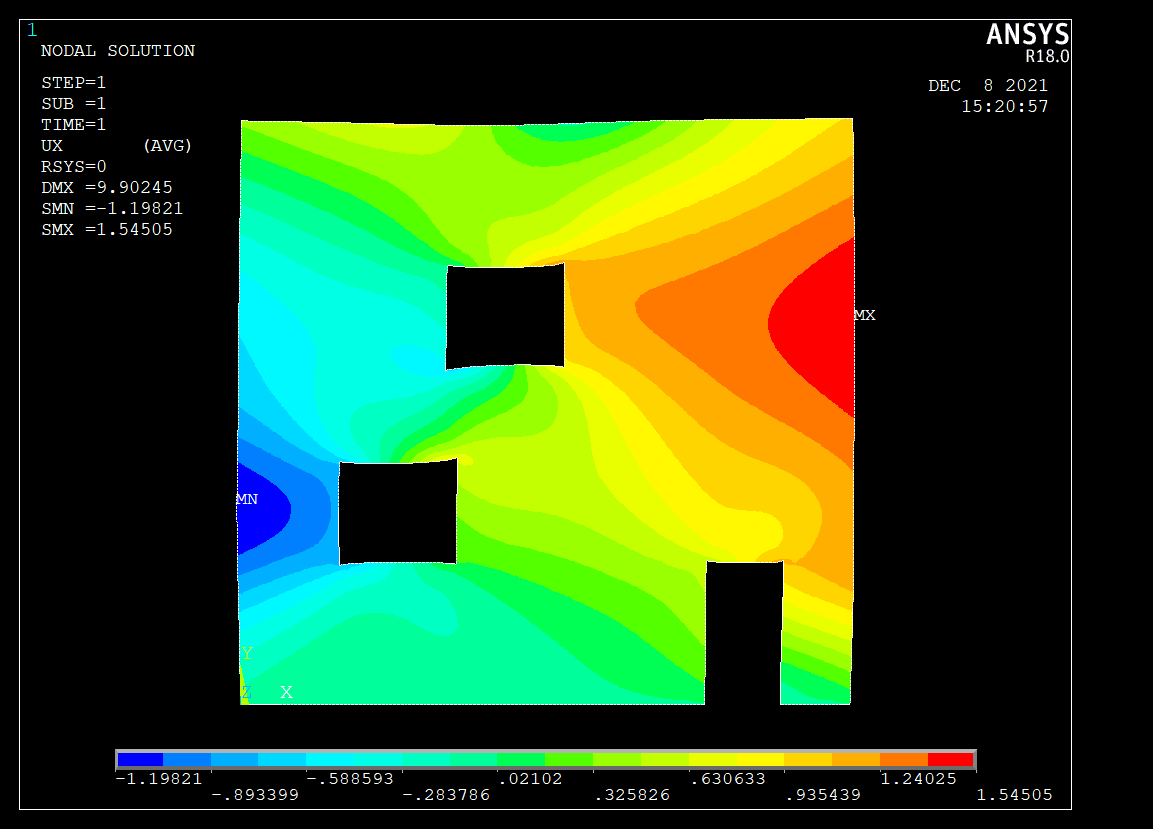 1
ANSYS
R18.0
NODAL SOLUTION
STEP=1
SUB =1
TIME=1
UX (AVG)
RSYS=0
DMX =9.90245
SMN =-1.19821
SMX =1.54505
DEC 8 2021
15:20:57
MX
MN
Y
Z X
-1.19821 -.588593 .02102 .630633 1.24025
-.893399 -.283786 .325826 .935439 1.54505